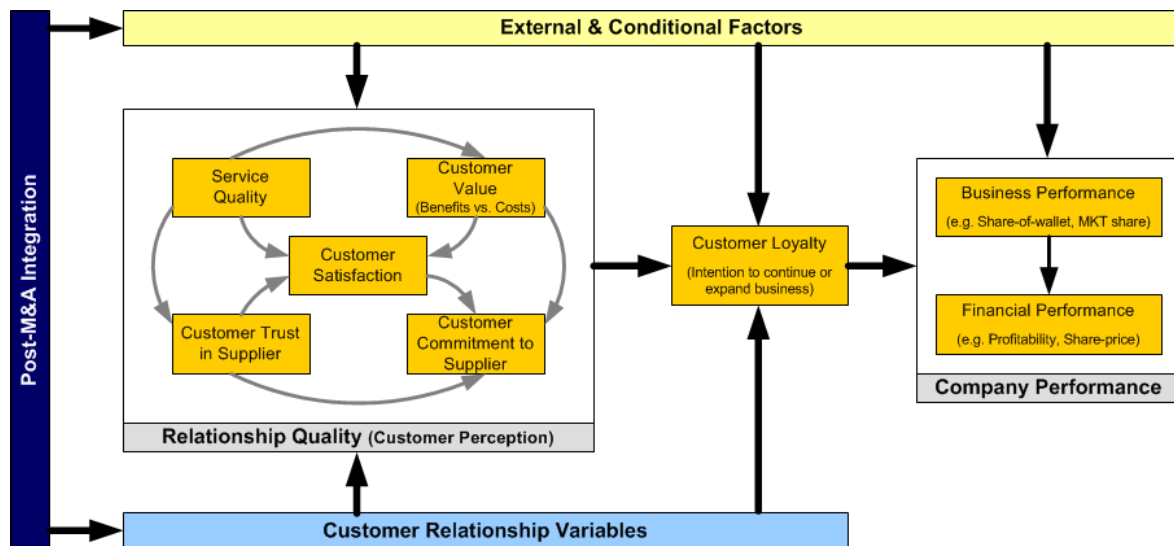 Post-M&A Integration
External & Conditional Factors
Service
Quality
Customer
Value
(Benefits vs. Costs)
Customer
Satisfaction
Customer Trust
in Supplier
Customer
Commitment to
Supplier
Relationship Quality (Customer Perception)
Customer Loyalty
(Intention to continue or
expand business)
Business Performance
(e.g. Share-of-wallet, MKT share)
Financial Performance
(e.g. Profitability, Share-price)
Company Performance
Customer Relationship Variables